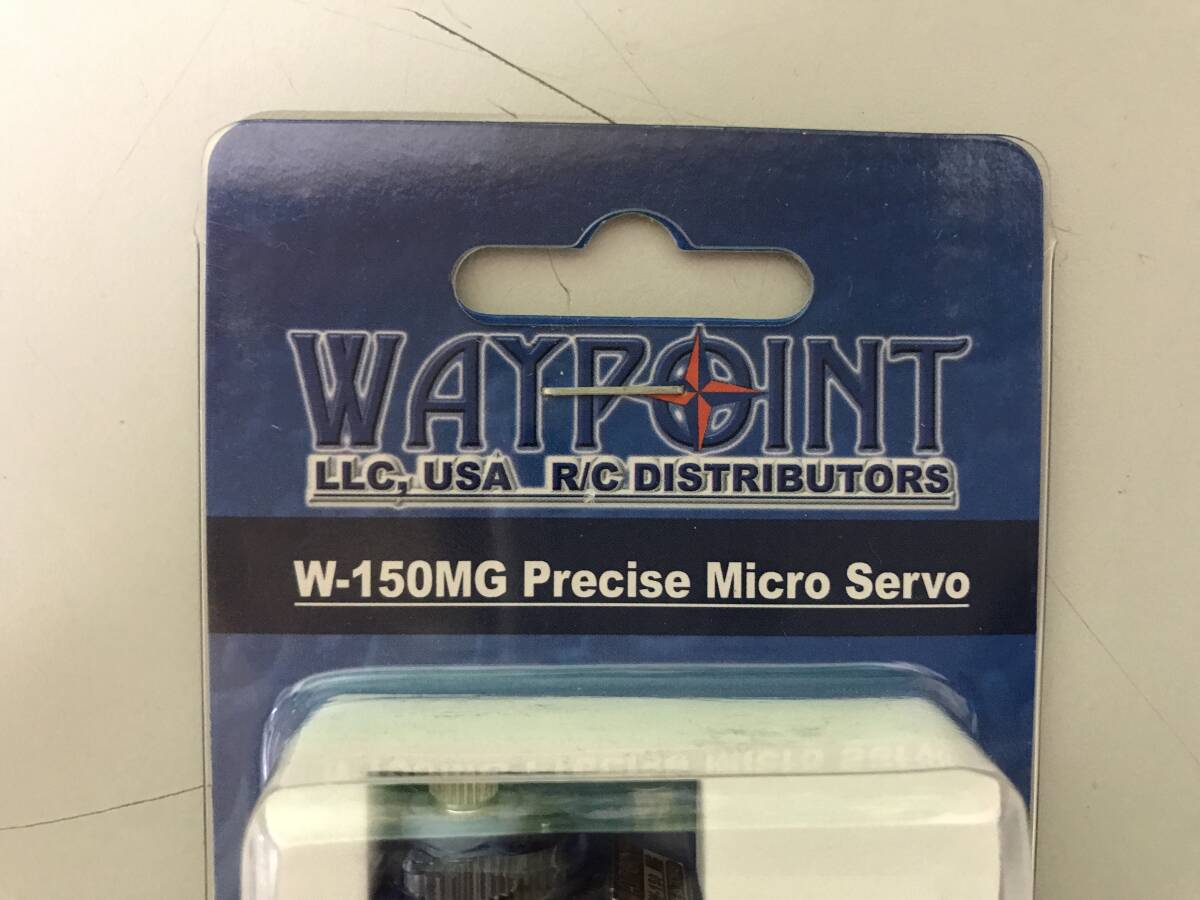 WAYPOINT
LLC, USA R/C DISTRIBUTORS
W-150MG Precise Micro Servo